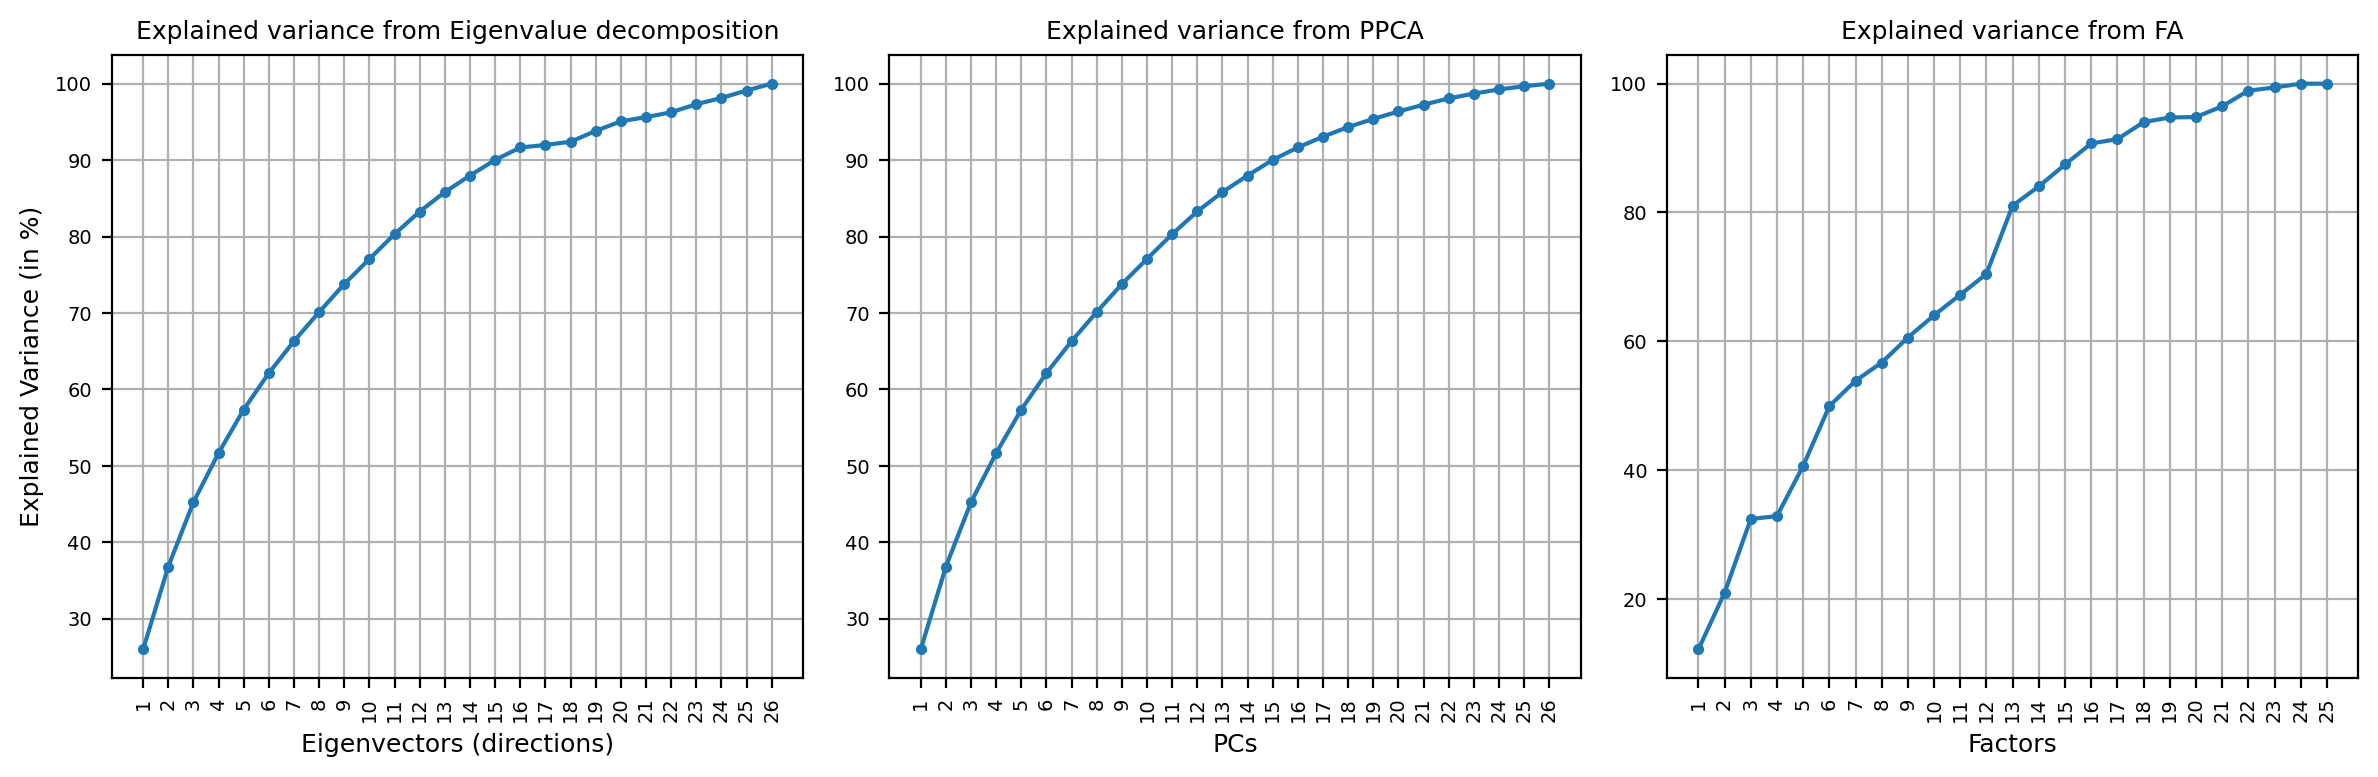 Explained variance from Eigenvalue decomposition
Explained Variance (in %)
100
90
80
70
60
50
40
30
1 2 3 4 5 6 7 8 9 10 11 12 13 14 15 16 17 18 19 20 21 22 23 24 25 26
Eigenvectors (directions)
Explained variance from PPCA
100
90
80
70
60
50
40
30
1 2 3 4 5 6 7 8 9 10 11 12 13 14 15 16 17 18 19 20 21 22 23 24 25 26
PCs
Explained variance from FA
100
80
60
40
20
1 2 3 4 5 6 7 8 9 10 11 12 13 14 15 16 17 18 19 20 21 22 23 24 25
Factors